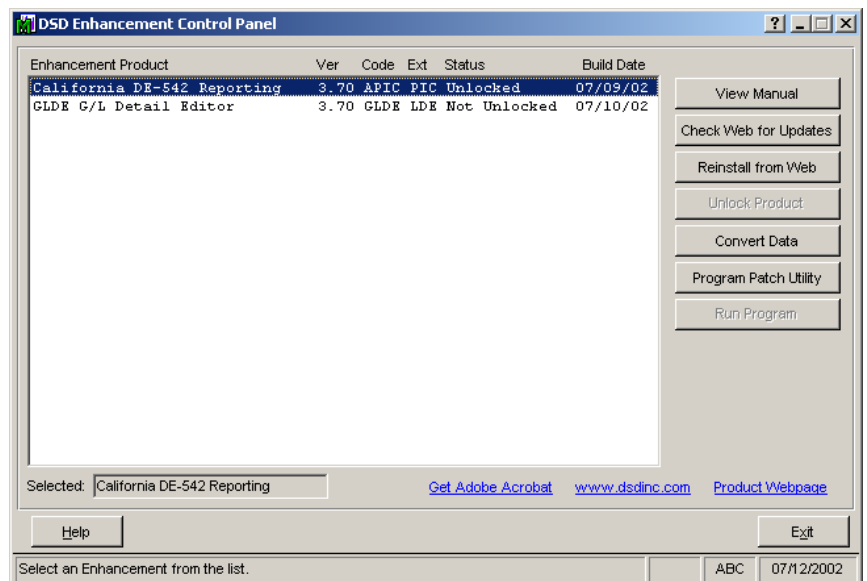 DSD Enhancement Control Panel
Enhancement Product Ver Code Ext Status Build Date
California DE-542 Reporting 3.70 APIC PIC Unlocked 07/09/02
GLDE G/L Detail Editor 3.70 GLDE LDE Not Unlocked 07/10/02
View Manual
Check Web for Updates
Reinstall from Web
Unlock Product
Convert Data
Program Patch Utility
Run Program
Selected: California DE-542 Reporting Get Adobe Acrobat www.dsdinc.com Product Webpage
Help Exit
Select an Enhancement from the list. ABC 07/12/2002